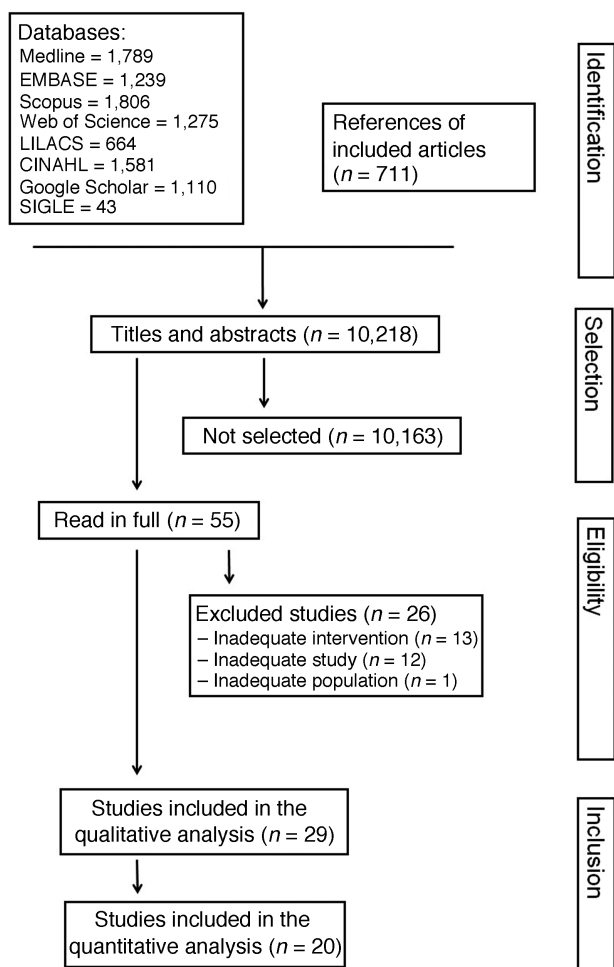 Databases:
Medline = 1,789
EMBASE = 1,239
Scopus = 1,806
Web of Science = 1,275
LILACS = 664
CINAHL = 1,581
Google Scholar = 1,110
SIGLE = 43
References of
included articles
(n = 711)
Identification
Titles and abstracts (n = 10,218)
Not selected (n = 10,163)
Selection
Read in full (n = 55)
Excluded studies (n = 26)
– Inadequate intervention (n = 13)
– Inadequate study (n = 12)
– Inadequate population (n = 1)
Eligibility
Studies included in the
qualitative analysis (n = 29)
Studies included in the
quantitative analysis (n = 20)
Inclusion